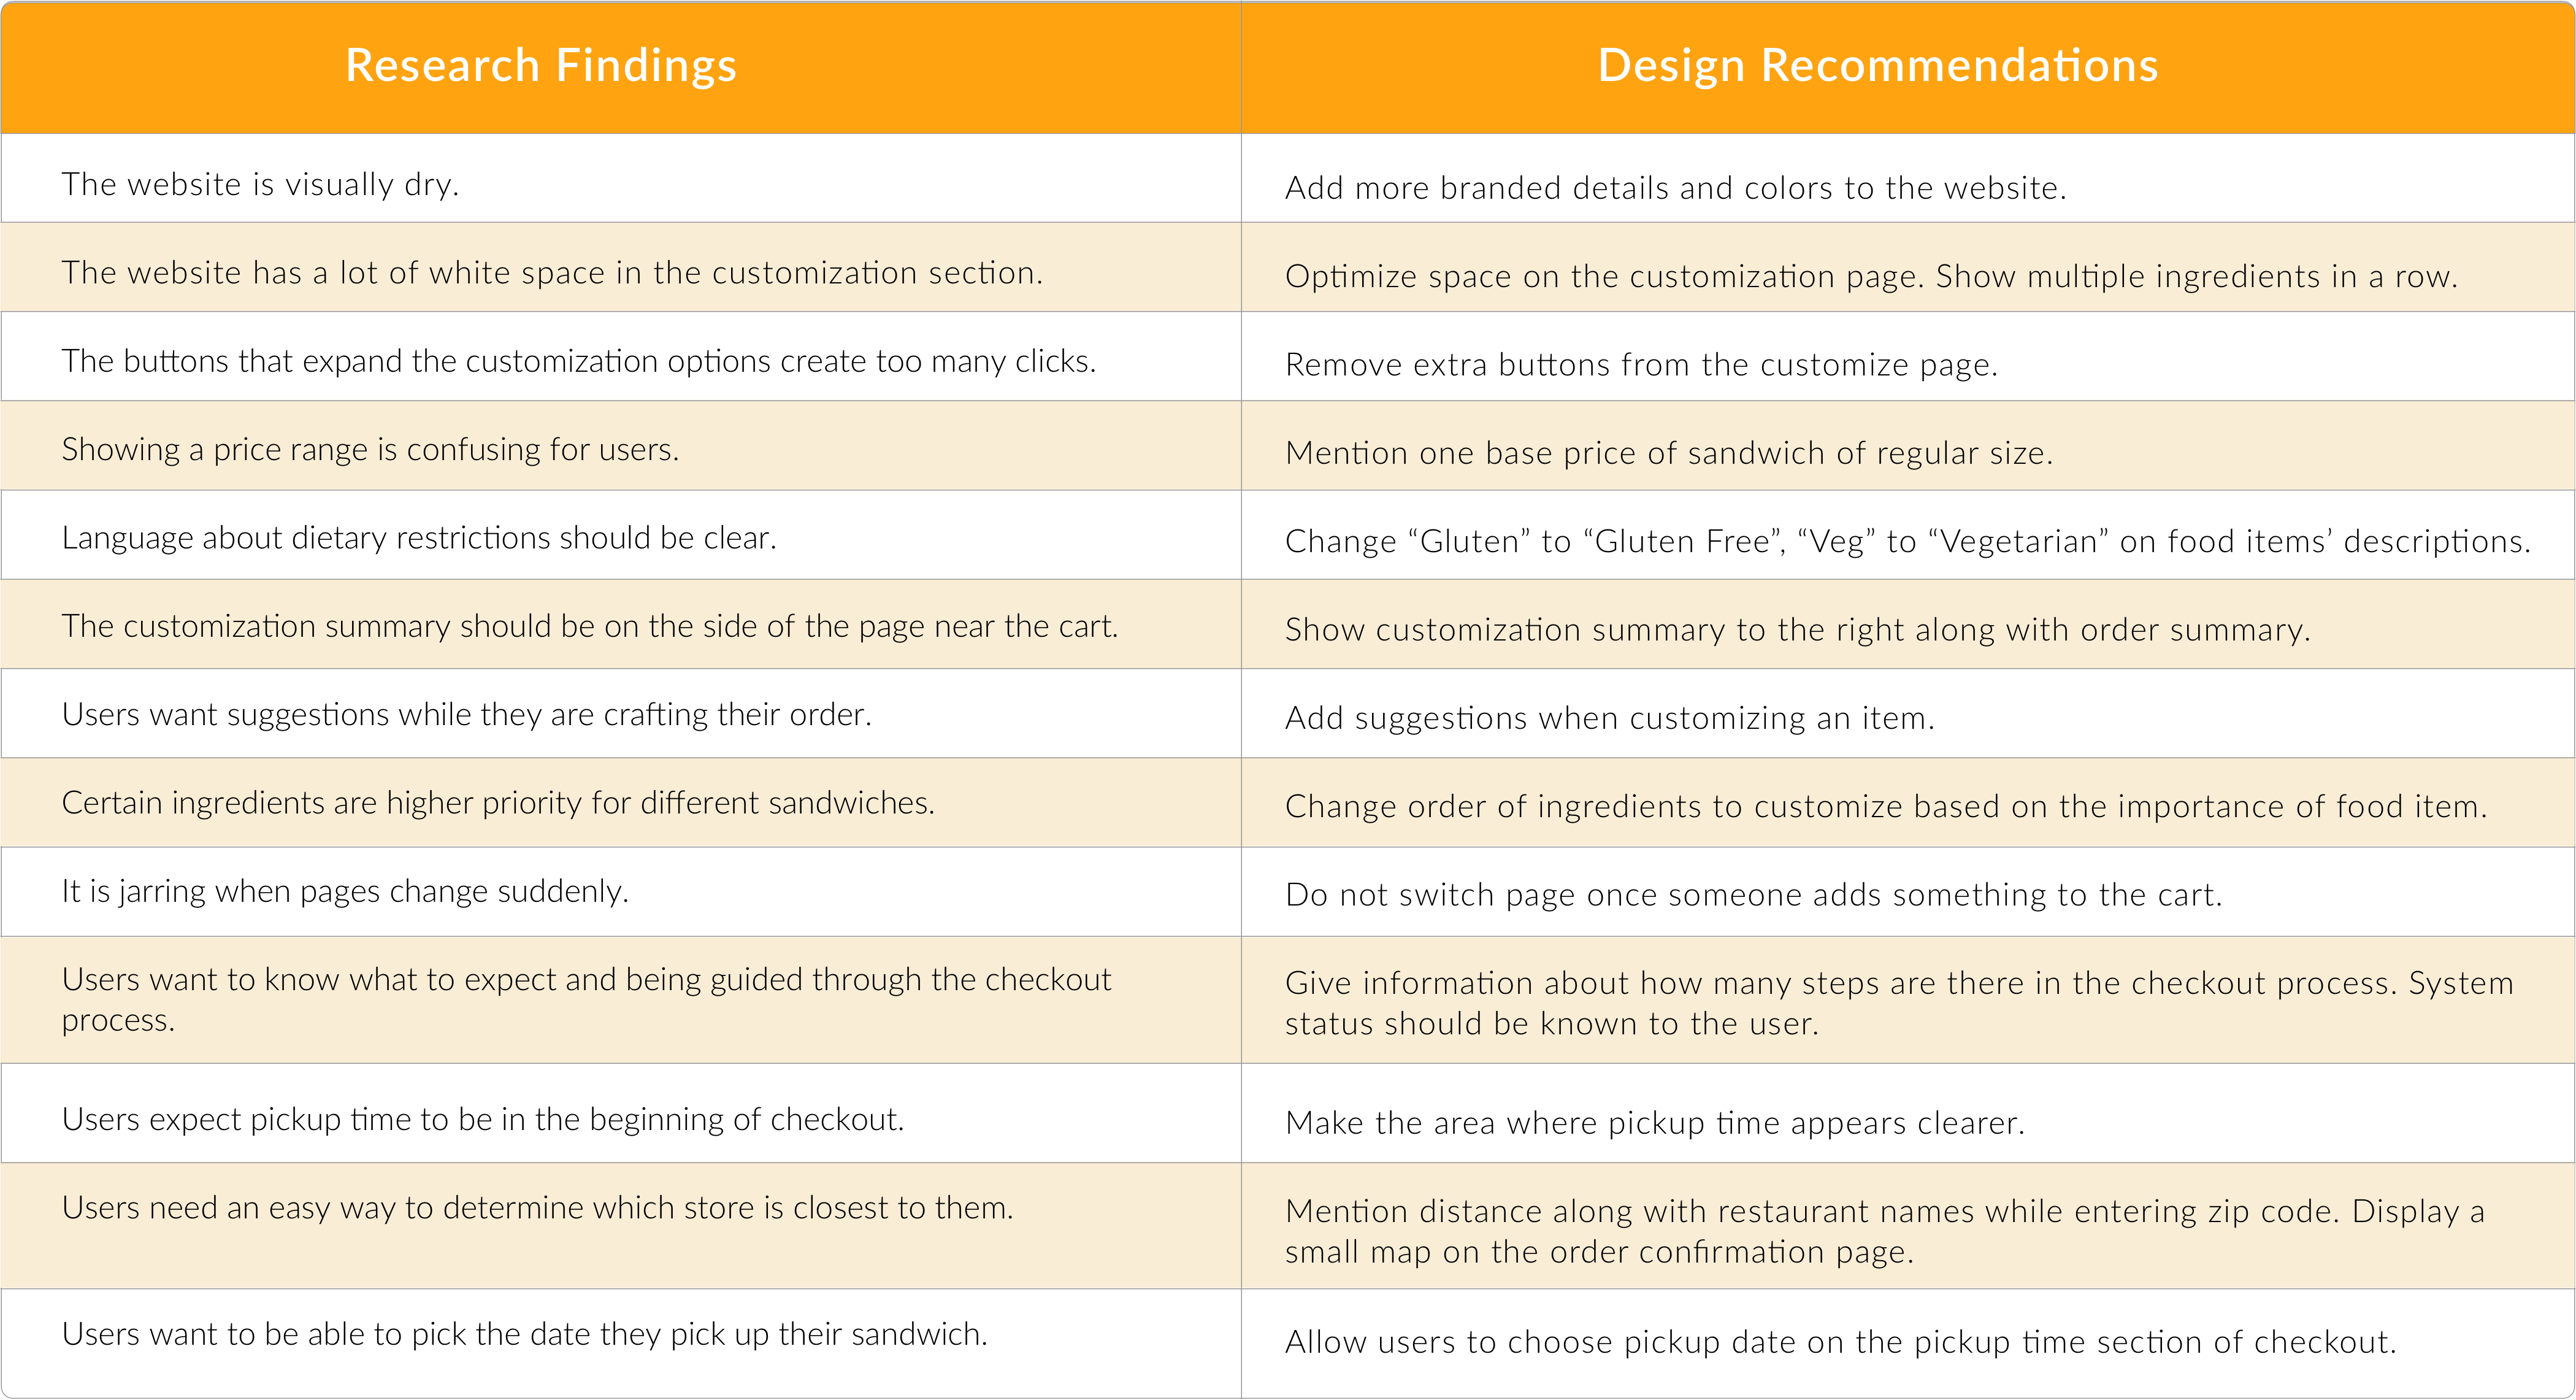 Research Findings
Design Recommendations
The website is visually dry.
Add more branded details and colors to the website.
The website has a lot of white space in the customization section.
Optimize space on the customization page. Show multiple ingredients in a row.
The buttons that expand the customization options create too many clicks.
Remove extra buttons from the customize page.
Showing a price range is confusing for users.
Mention one base price of sandwich of regular size.
Language about dietary restrictions should be clear.
Change “Gluten” to “Gluten Free”, “Veg” to “Vegetarian” on food items’ descriptions.
The customization summary should be on the side of the page near the cart.
Show customization summary to the right along with order summary.
Users want suggestions while they are crafting their order.
Add suggestions when customizing an item.
Certain ingredients are higher priority for different sandwiches.
Change order of ingredients to customize based on the importance of food item.
It is jarring when pages change suddenly.
Do not switch page once someone adds something to the cart.
Users want to know what to expect and being guided through the checkout
process.
Give information about how many steps are there in the checkout process. System
status should be known to the user.
Users expect pickup time to be in the beginning of checkout.
Make the area where pickup time appears clearer.
Users need an easy way to determine which store is closest to them.
Mention distance along with restaurant names while entering zip code. Display a
small map on the order confirmation page.
Users want to be able to pick the date they pick up their sandwich.
Allow users to choose pickup date on the pickup time section of checkout.